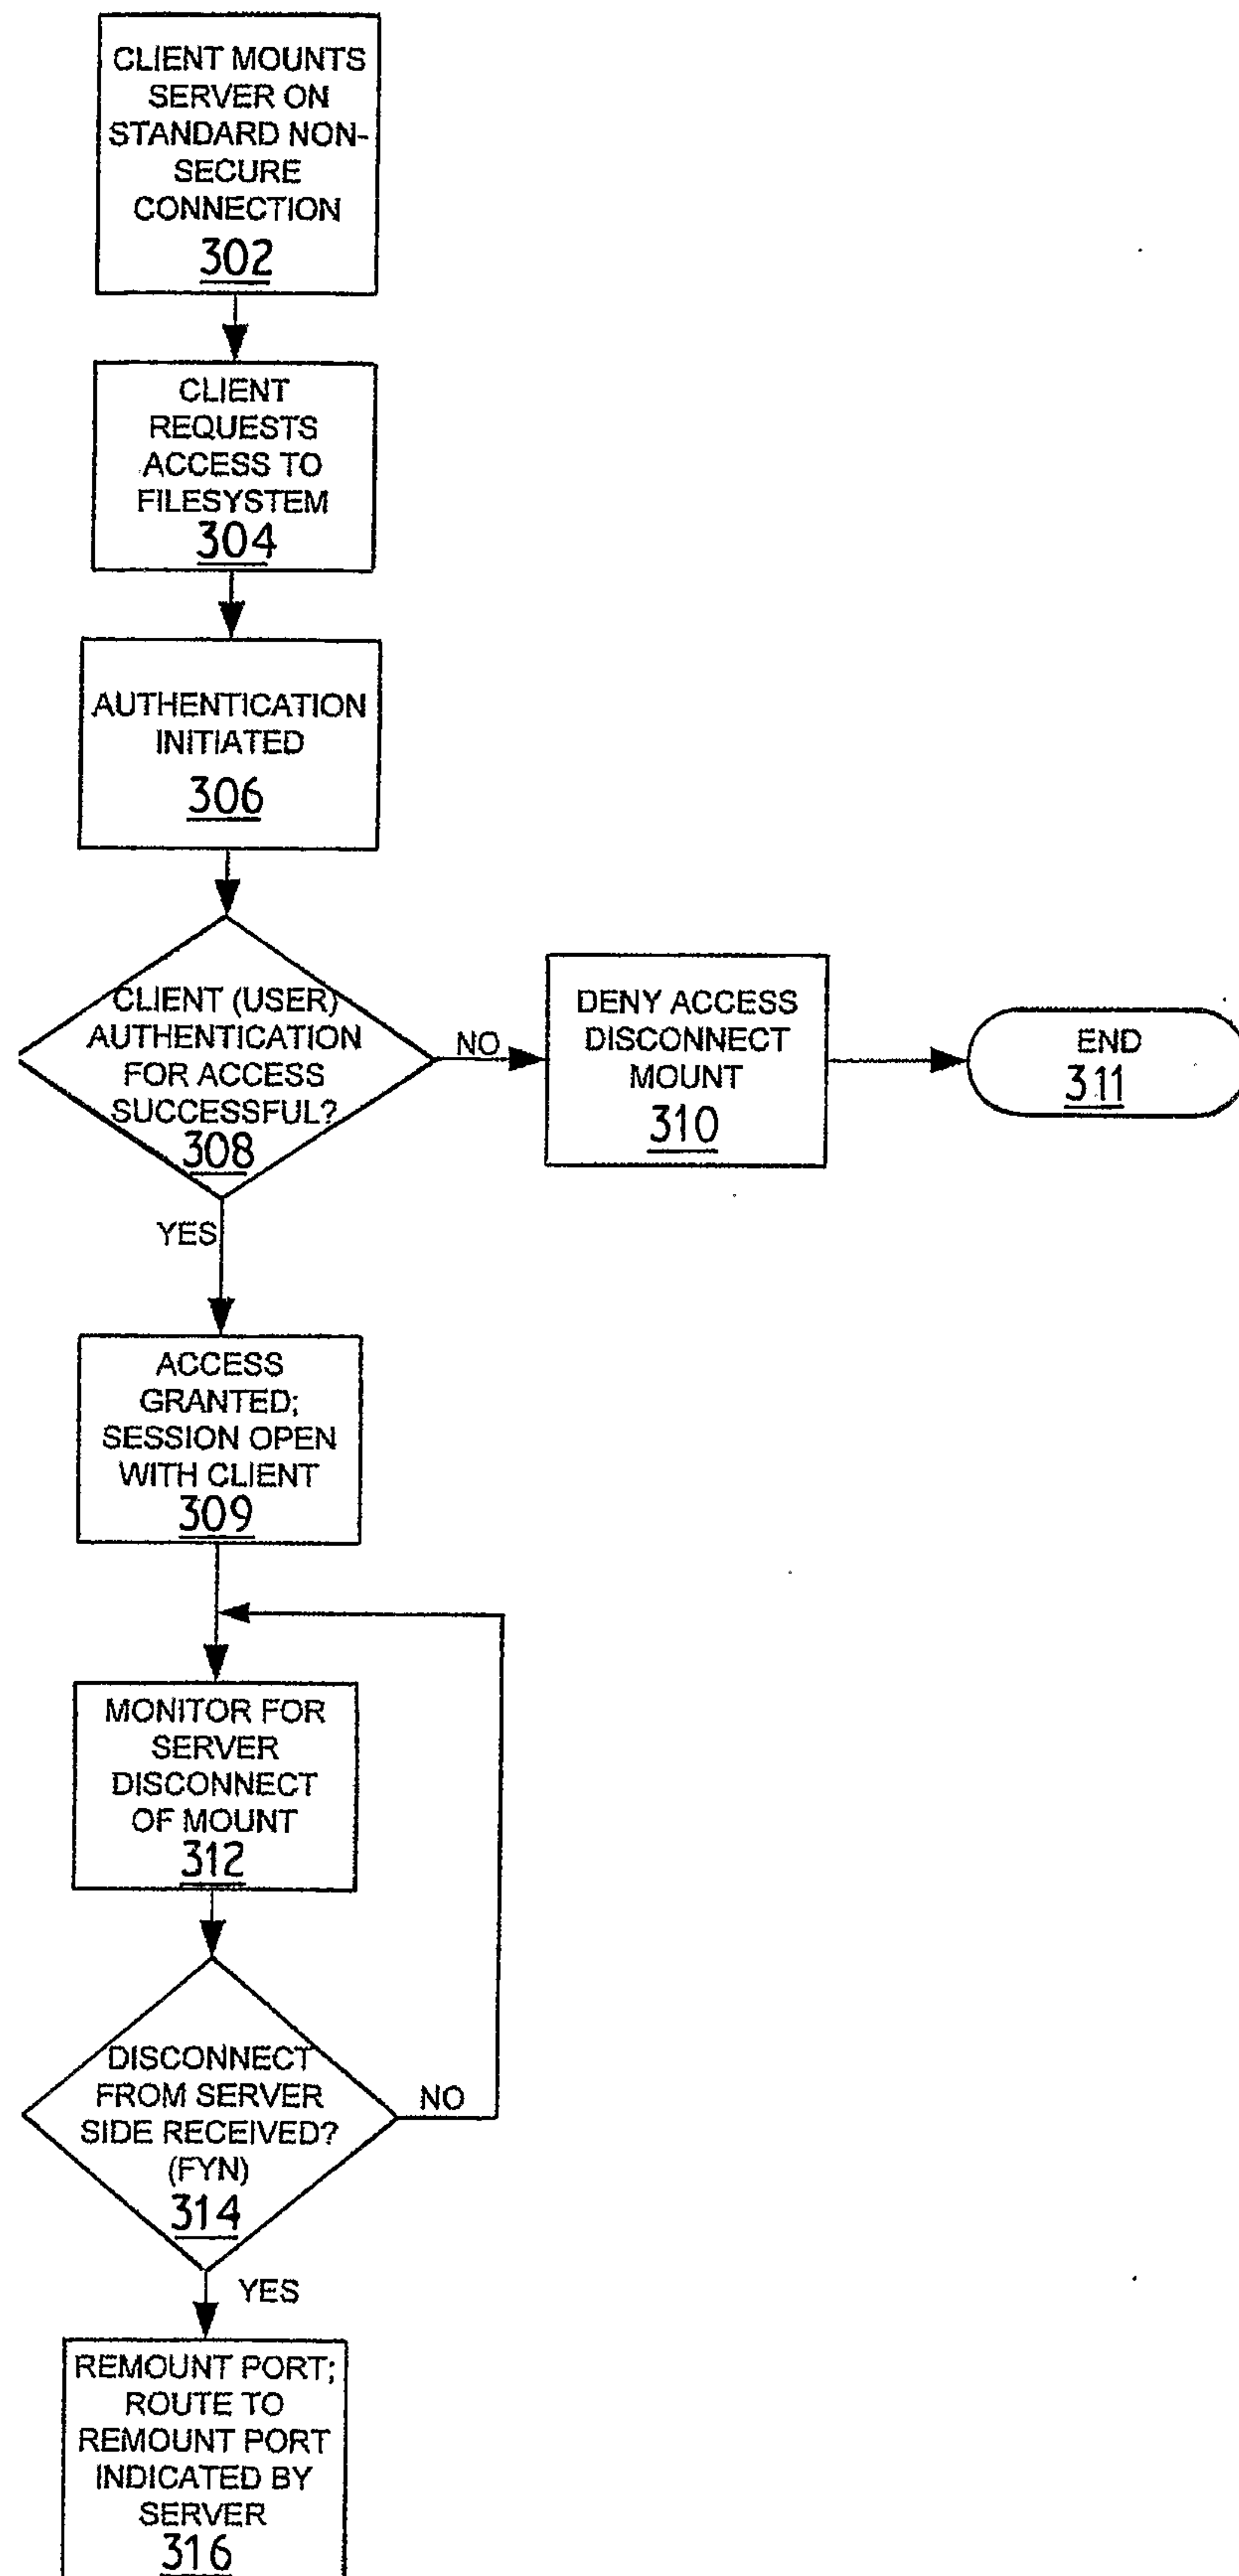 CLIENT MOUNTS
SERVER ON
STANDARD NON-
SECURE
CONNECTION
302
CLIENT
REQUESTS
ACCESS TO
FILESYSTEM
304
AUTHENTICATION
INITIATED
306
CLIENT (USER)
AUTHENTICATION
FOR ACCESS
SUCCESSFUL?
308
NO
DENY ACCESS
DISCONNECT
MOUNT
310
END
311
YES
ACCESS
GRANTED;
SESSION OPEN
WITH CLIENT
309
MONITOR FOR
SERVER
DISCONNECT
OF MOUNT
312
DISCONNECT
FROM SERVER
SIDE RECEIVED?
(FYN)
314
NO
YES
REMOUNT PORT;
ROUTE TO
REMOUNT PORT
INDICATED BY
SERVER
316